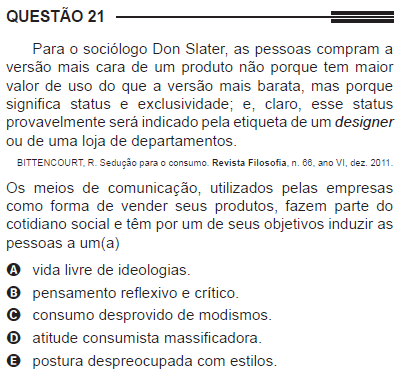 QUESTÃO 21
Para o sociólogo Don Slater, as pessoas compram a
versão mais cara de um produto não porque tem maior
valor de uso do que a versão mais barata, mas porque
significa status e exclusividade; e, claro, esse status
provavelmente será indicado pela etiqueta de um designer
ou de uma loja de departamentos.
BITTENCOURT, R. Sedução para o consumo. Revista Filosofia, n. 66, ano VI, dez. 2011.
Os meios de comunicação, utilizados pelas empresas
como forma de vender seus produtos, fazem parte do
cotidiano social e têm por um de seus objetivos induzir as
pessoas a um(a)
A vida livre de ideologias.
B pensamento reflexivo e crítico.
C consumo desprovido de modismos.
D atitude consumista massificadora.
E postura despreocupada com estilos.